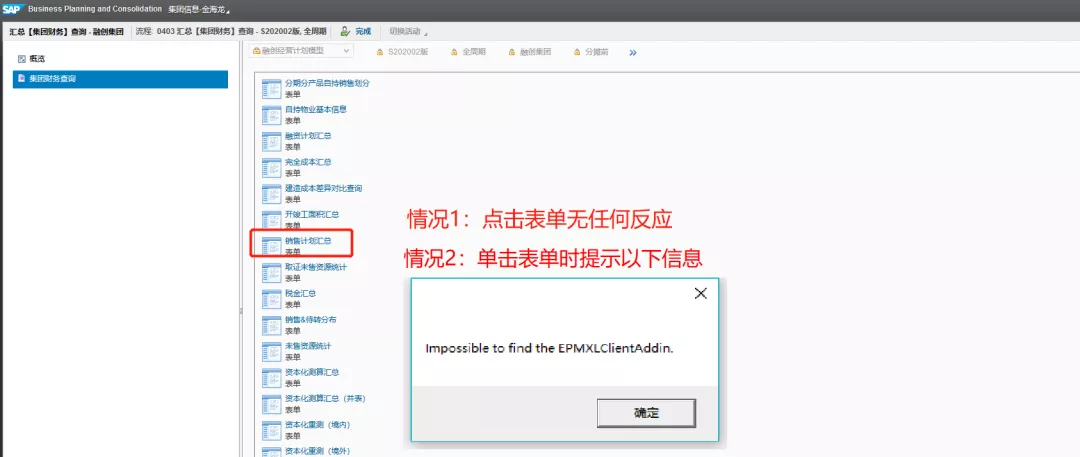 SAP Business Planning and Consolidation 集团信息-金海龙
汇总【集团财务】查询 - 融创集团 流程: 0403 汇总【集团财务】查询 - S202002版, 全周期 完成 切换活动
概览
集团财务查询
融创经营计划模型 S202002版 全周期 融创集团 分摊前 »
分期分产品自持销售划分
表单
自持物业基本信息
表单
融资计划汇总
表单
完全成本汇总
表单
建造成本差异对比查询
表单
开竣工面积汇总
表单
销售计划汇总
表单
取证未售资源统计
表单
税金汇总
表单
销售&待转分布
表单
未售资源统计
表单
资本化测算汇总
表单
资本化测算汇总（并表）
表单
资本化重测（境内）
表单
资本化重测（境外）
情况1：点击表单无任何反应
情况2：单击表单时提示以下信息
Impossible to find the EPMXLClientAddin.
确定